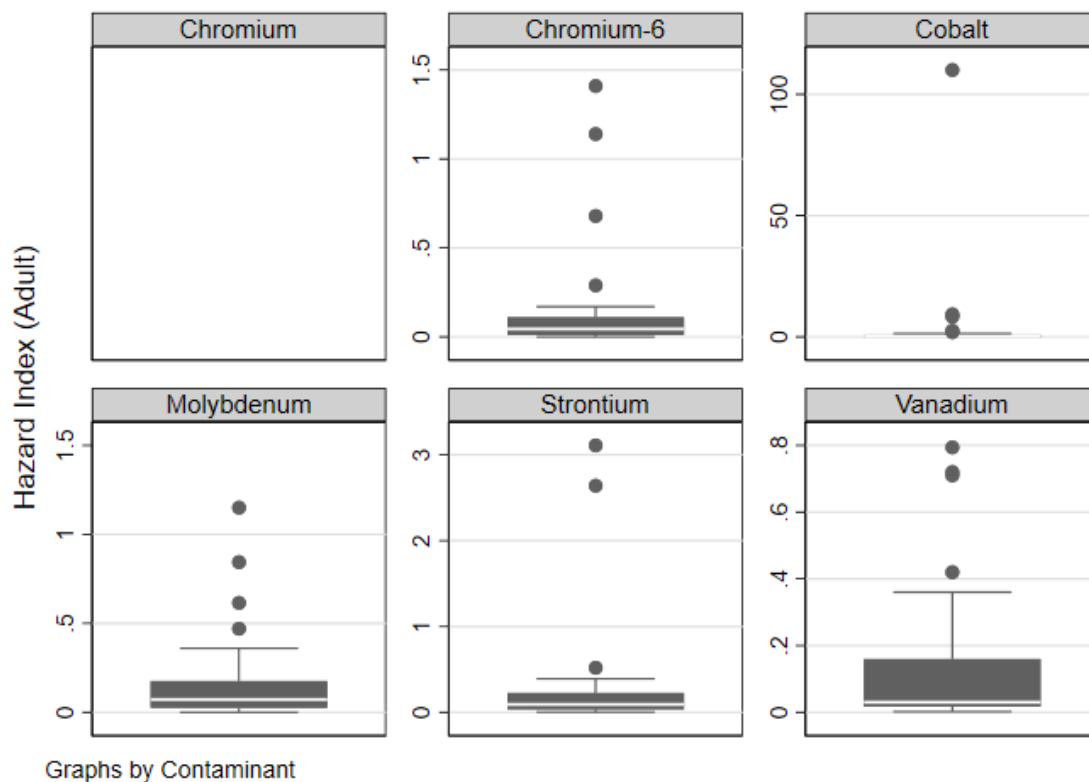 Hazard Index (Adult)
Chromium
Chromium-6
1.5
1
.5
0
Cobalt
100
50
0
Molybdenum
1.5
1
.5
0
Strontium
3
2
1
0
Vanadium
.8
.6
.4
.2
0
Graphs by Contaminant